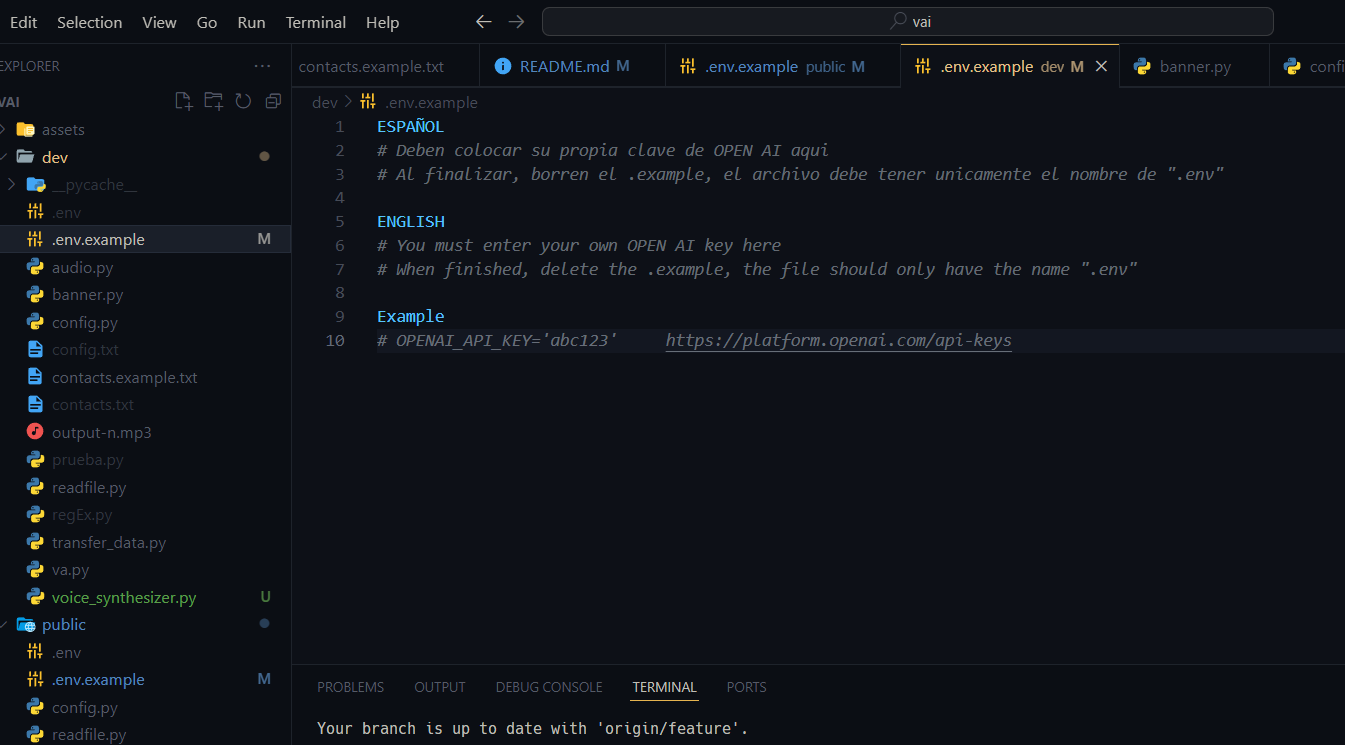 Edit Selection View Go Run Terminal Help vai
EXPLORER
VAI
assets
dev
__pycache__
.env
.env.example M
audio.py
banner.py
config.py
config.txt
contacts.example.txt
contacts.txt
output-n.mp3
prueba.py
readfile.py
regEx.py
transfer_data.py
va.py
voice_synthesizer.py U
public
.env
.env.example M
config.py
readfile.py
contacts.example.txt README.md M .env.example public M .env.example dev M banner.py confi
dev > .env.example
1 ESPAÑOL
2 # Deben colocar su propia clave de OPEN AI aqui
3 # Al finalizar, borren el .example, el archivo debe tener unicamente el nombre de ".env"
4
5 ENGLISH
6 # You must enter your own OPEN AI key here
7 # When finished, delete the .example, the file should only have the name ".env"
8
9 Example
10 # OPENAI_API_KEY='abc123' https://platform.openai.com/api-keys
PROBLEMS OUTPUT DEBUG CONSOLE TERMINAL PORTS
Your branch is up to date with 'origin/feature'.